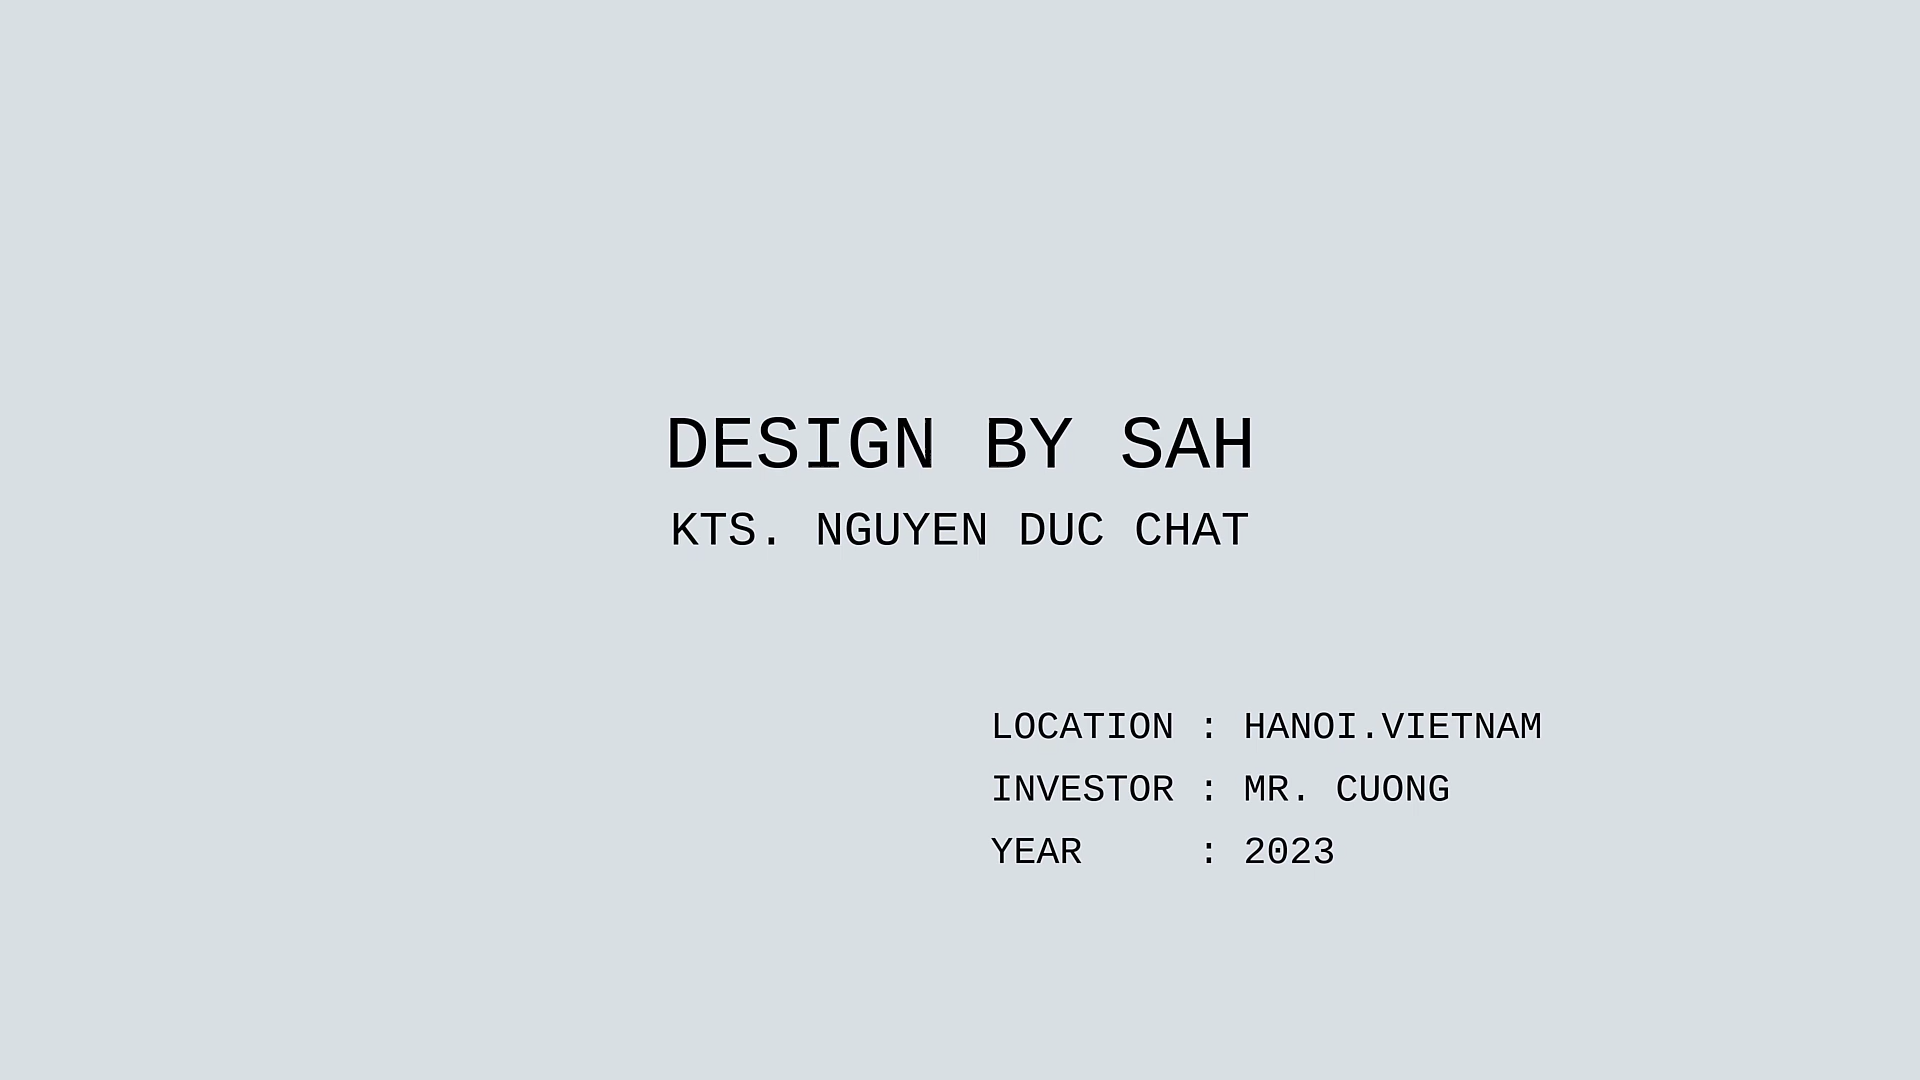 DESIGN BY SAH
KTS. NGUYEN DUC CHAT
LOCATION : HANOI.VIETNAM
INVESTOR : MR. CUONG
YEAR : 2023